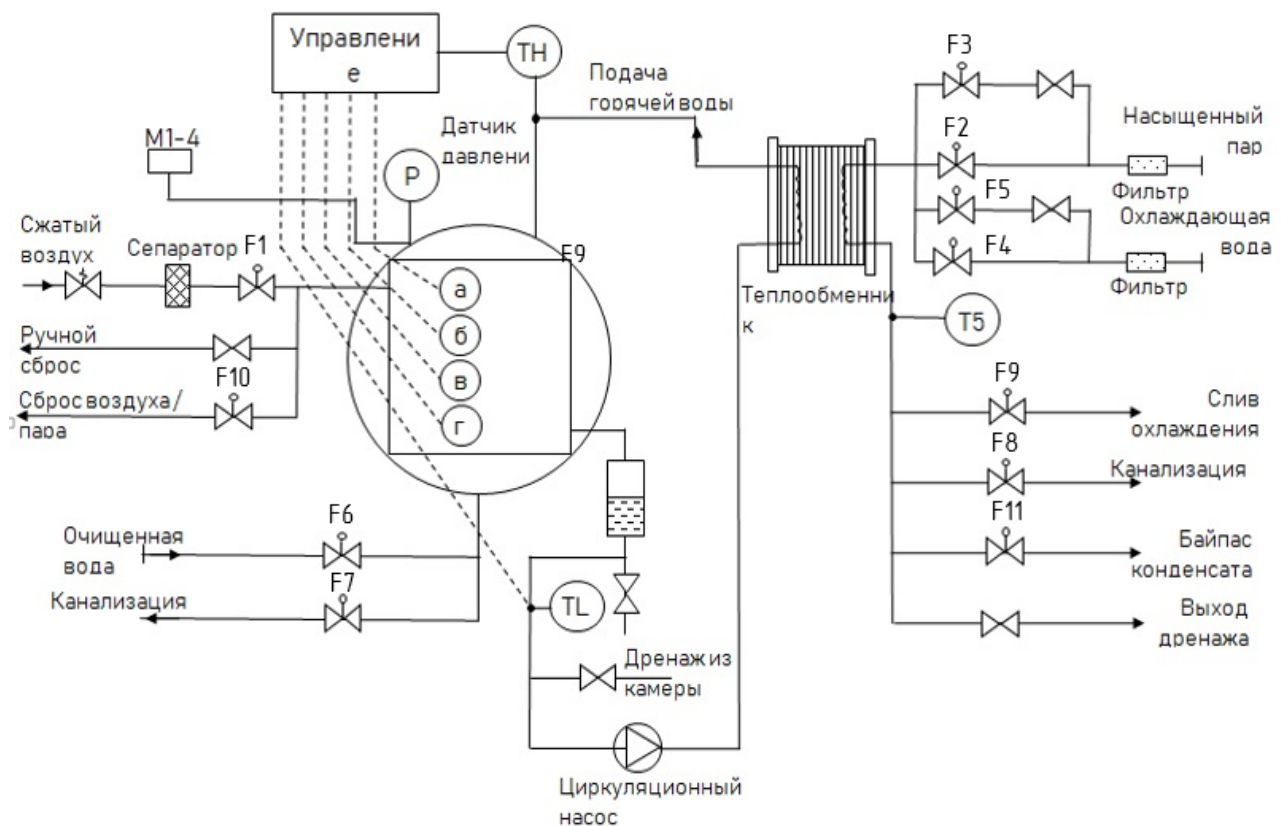 Управлени
е
TH
F3
Подача
горячей воды
Насыщенный
пар
M1-4
Датчик
давлени
P
F2
Фильтр
F5
Охлаждающая
вода
Сжатый
воздух
Сепаратор
F1
F9
F4
Фильтр
а
б
в
г
Теплообменни
к
T5
Ручной
сброс
F10
Сброс воздуха/
пара
F9
Слив
охлаждения
F8
Канализация
F11
Байпас
конденсата
Выход
дренажа
Очищенная
вода
F6
F7
Канализация
TL
Дренаж из
камеры
Циркуляционный
насос